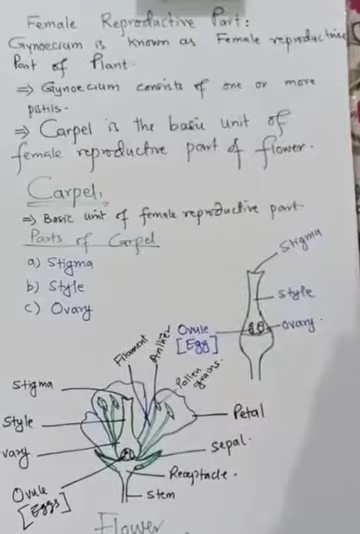 Female Reproductive Part:
Gynoecium is known as Female reproductive
Part of Plant.
⇒ Gynoecium consists of one or more
pistils.
⇒ Carpel is the basic unit of
female reproductive part of flower.
Carpel:
⇒ Basic unit of female reproductive part.
Parts of Carpel
a) Stigma
b) Style
c) Ovary
Stigma
Style
Ovary.
Ovule
[Egg]
Filament
Anther
Pollen
grains.
Stigma
Style
vary
Ovule
[Eggs]
Petal
Sepal.
Receptacle.
Stem
Flower